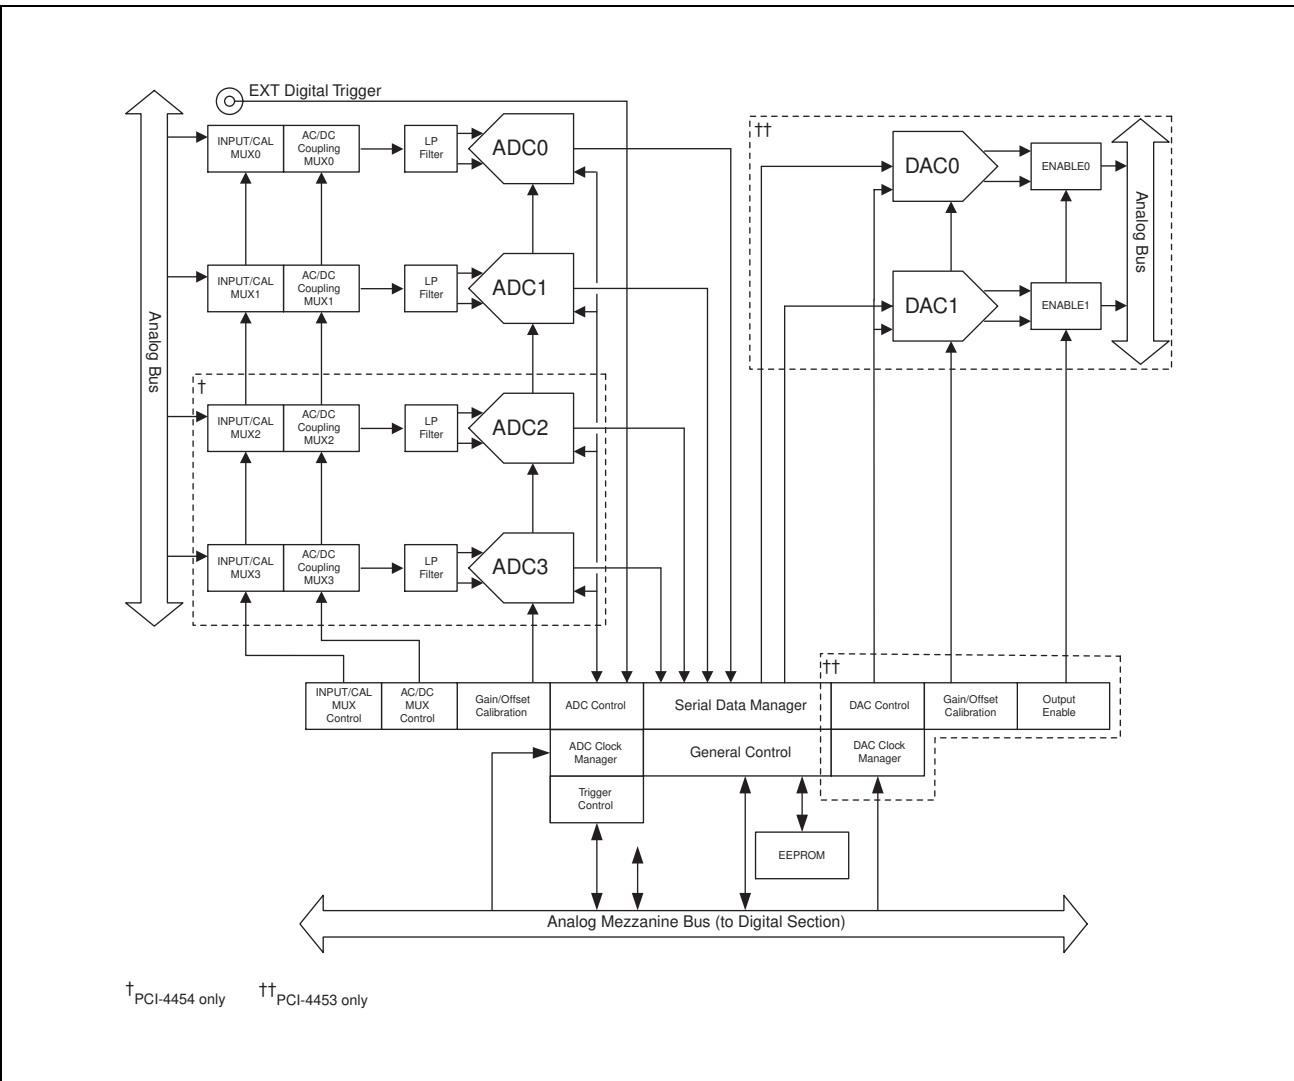 EXT Digital Trigger
INPUT/CAL
MUX0
AC/DC
Coupling
MUX0
LP
Filter
ADC0
††
DAC0
ENABLE0
INPUT/CAL
MUX1
AC/DC
Coupling
MUX1
LP
Filter
ADC1
DAC1
ENABLE1
Analog Bus
Analog Bus
†
INPUT/CAL
MUX2
AC/DC
Coupling
MUX2
LP
Filter
ADC2
INPUT/CAL
MUX3
AC/DC
Coupling
MUX3
LP
Filter
ADC3
††
INPUT/CAL
MUX
Control
AC/DC
MUX
Control
Gain/Offset
Calibration
ADC Control
Serial Data Manager
DAC Control
Gain/Offset
Calibration
Output
Enable
ADC Clock
Manager
General Control
DAC Clock
Manager
Trigger
Control
EEPROM
Analog Mezzanine Bus (to Digital Section)
†PCI-4454 only
††PCI-4453 only